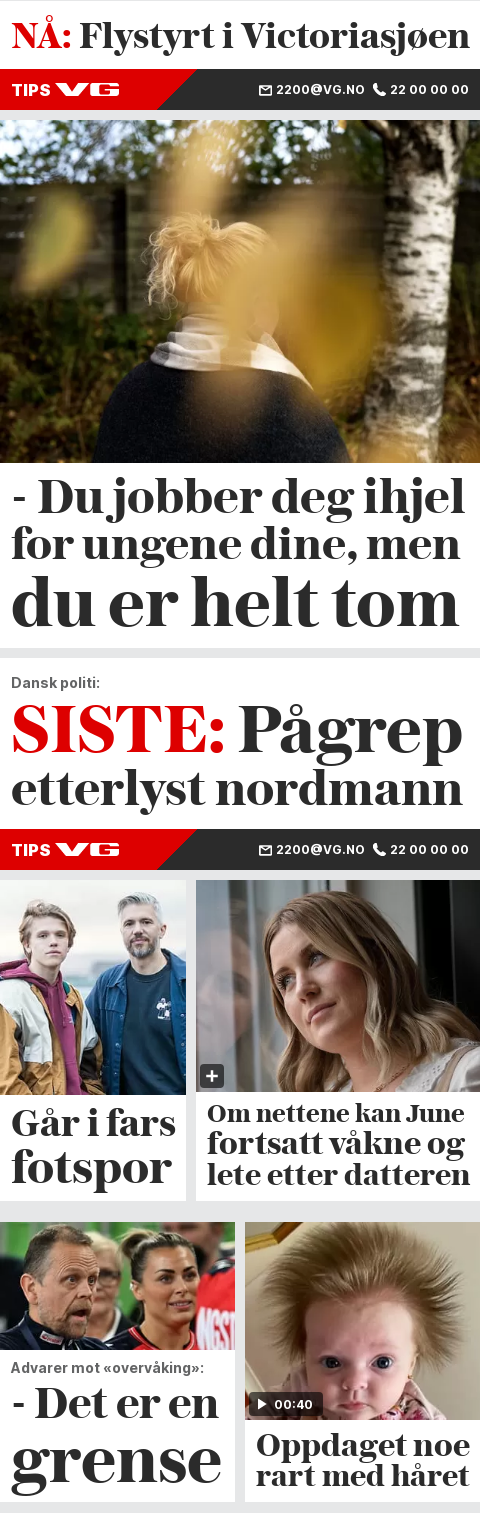 NÅ: Flystyrt i Victoriasjøen
TIPS VG 2200@VG.NO 22 00 00 00
- Du jobber deg ihjel
for ungene dine, men
du er helt tom
Dansk politi:
SISTE: Pågrep
etterlyst nordmann
TIPS VG 2200@VG.NO 22 00 00 00
Går i fars
fotspor
Om nettene kan June
fortsatt våkne og
lete etter datteren
Advarer mot «overvåking»:
- Det er en
grense
00:40
Oppdaget noe
rart med håret